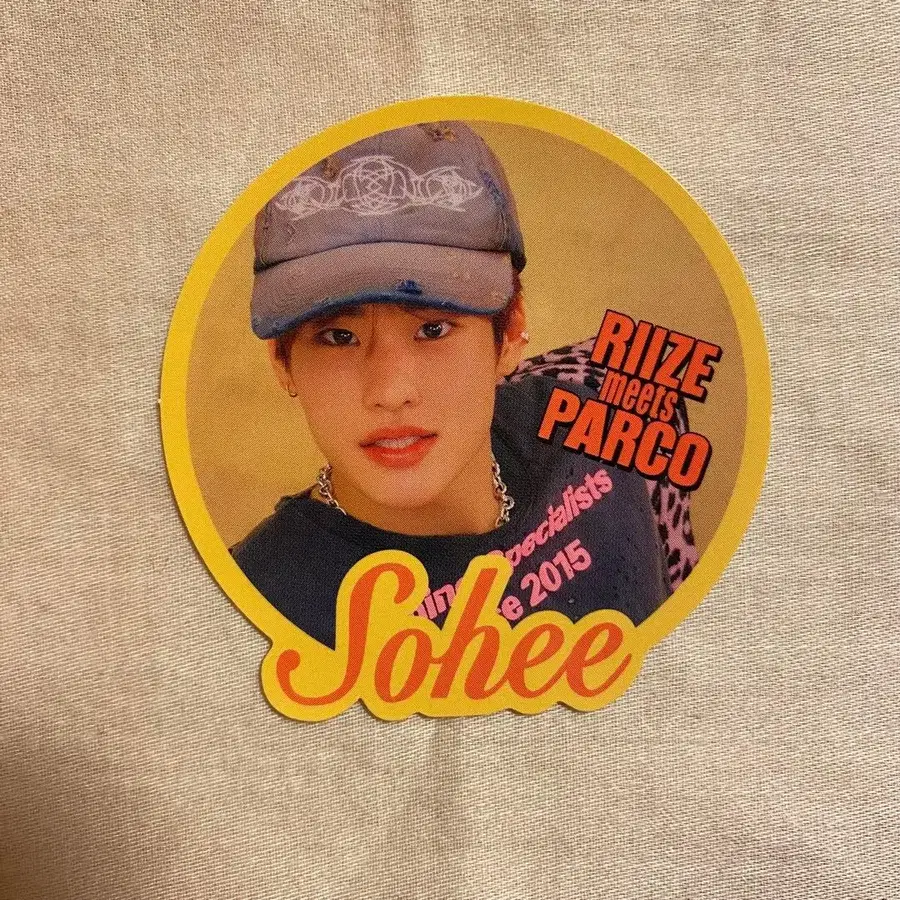 RIIZE
meets
PARCO
Specialists
2015
Sohee